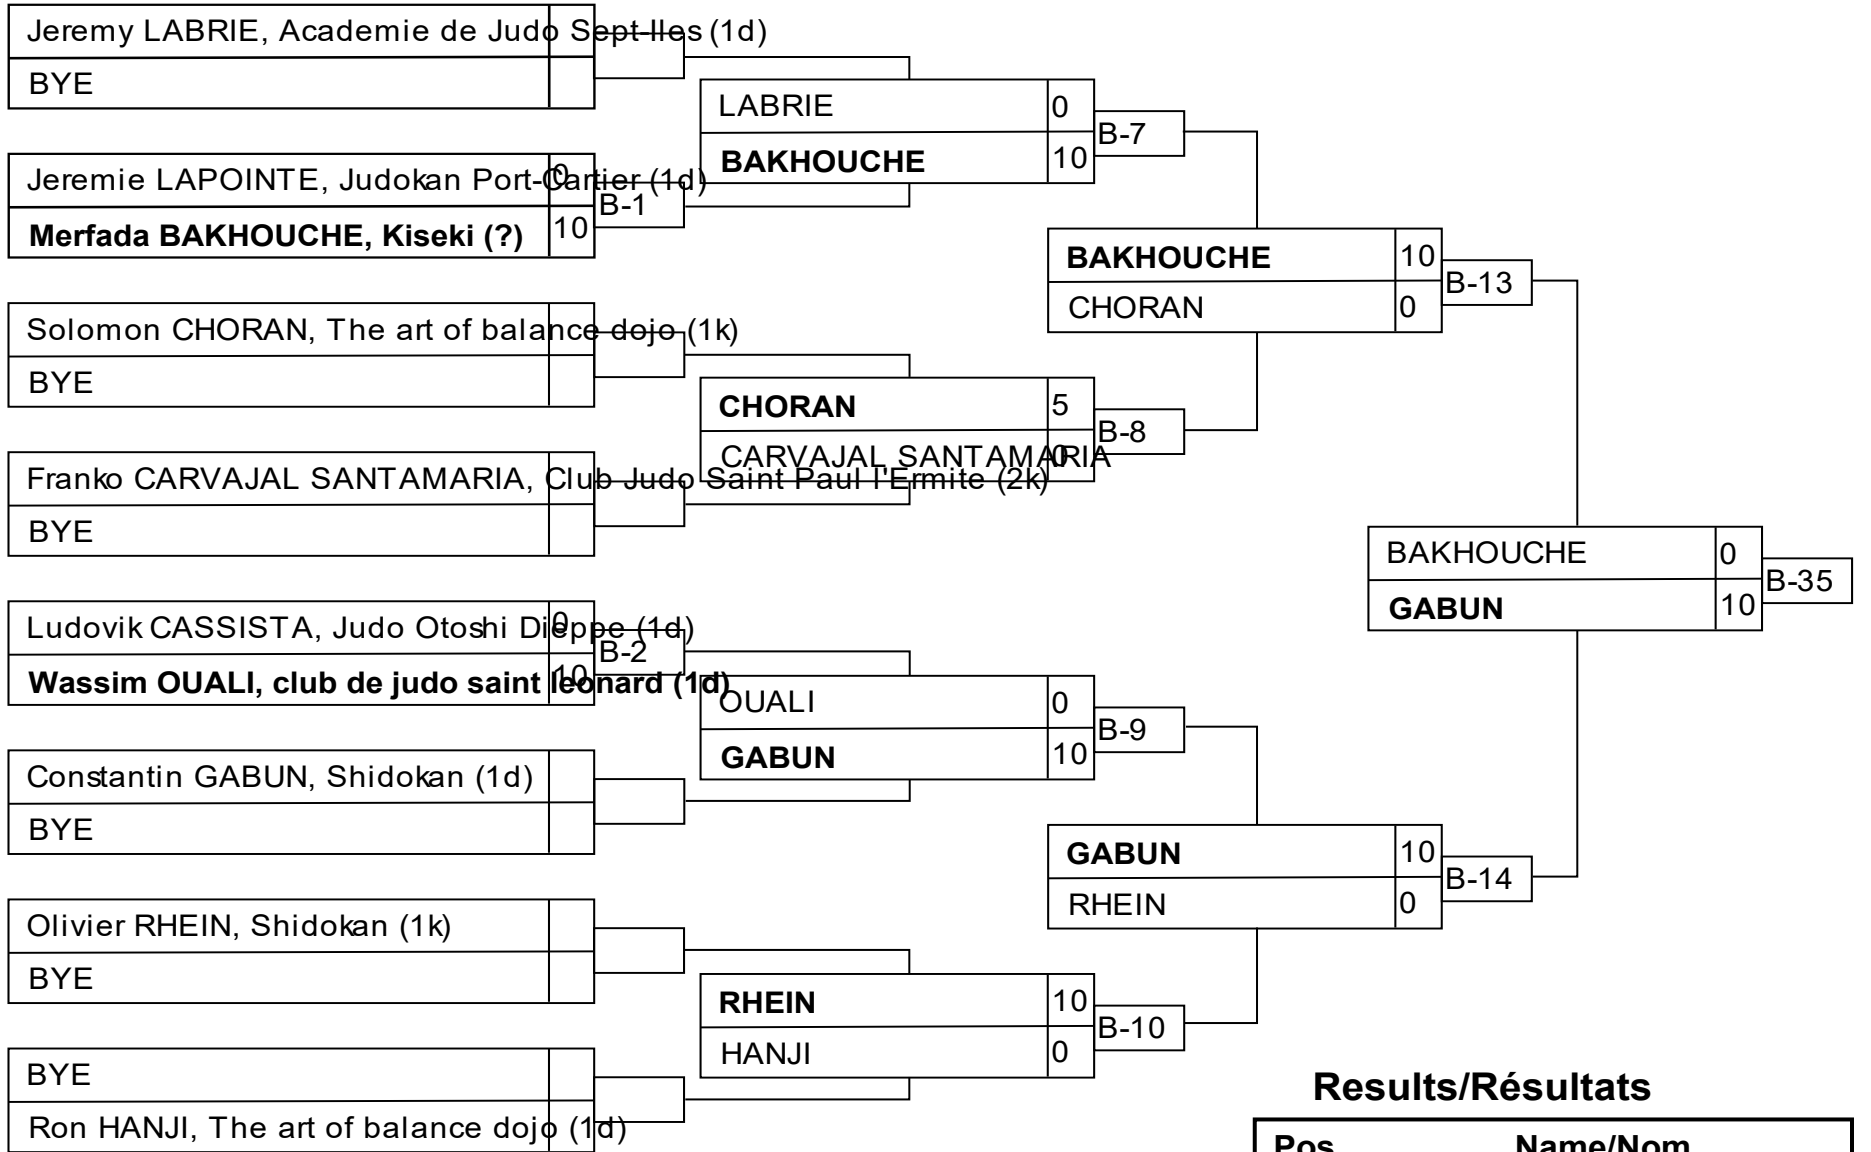 Jeremy LABRIE, Academie de Judo Sept-Iles (1d)
BYE
Jeremie LAPOINTE, Judokan Port-Cartier (1d) 0
Merfada BAKHOUCHE, Kiseki (?) 10
B-1
Solomon CHORAN, The art of balance dojo (1k)
BYE
Franko CARVAJAL SANTAMARIA, Club Judo Saint Paul l'Ermite (2k)
BYE
Ludovik CASSISTA, Judo Otoshi Dieppe (1d) 0
Wassim OUALI, club de judo saint leonard (1d) 10
B-2
Constantin GABUN, Shidokan (1d)
BYE
Olivier RHEIN, Shidokan (1k)
BYE
BYE
Ron HANJI, The art of balance dojo (1d)
LABRIE 0
BAKHOUCHE 10
B-7
CHORAN 5
CARVAJAL SANTAMARIA 0
B-8
OUALI 0
GABUN 10
B-9
RHEIN 10
HANJI 0
B-10
BAKHOUCHE 10
CHORAN 0
B-13
GABUN 10
RHEIN 0
B-14
BAKHOUCHE 0
GABUN 10
B-35
Results/Résultats
Pos Name/Nom